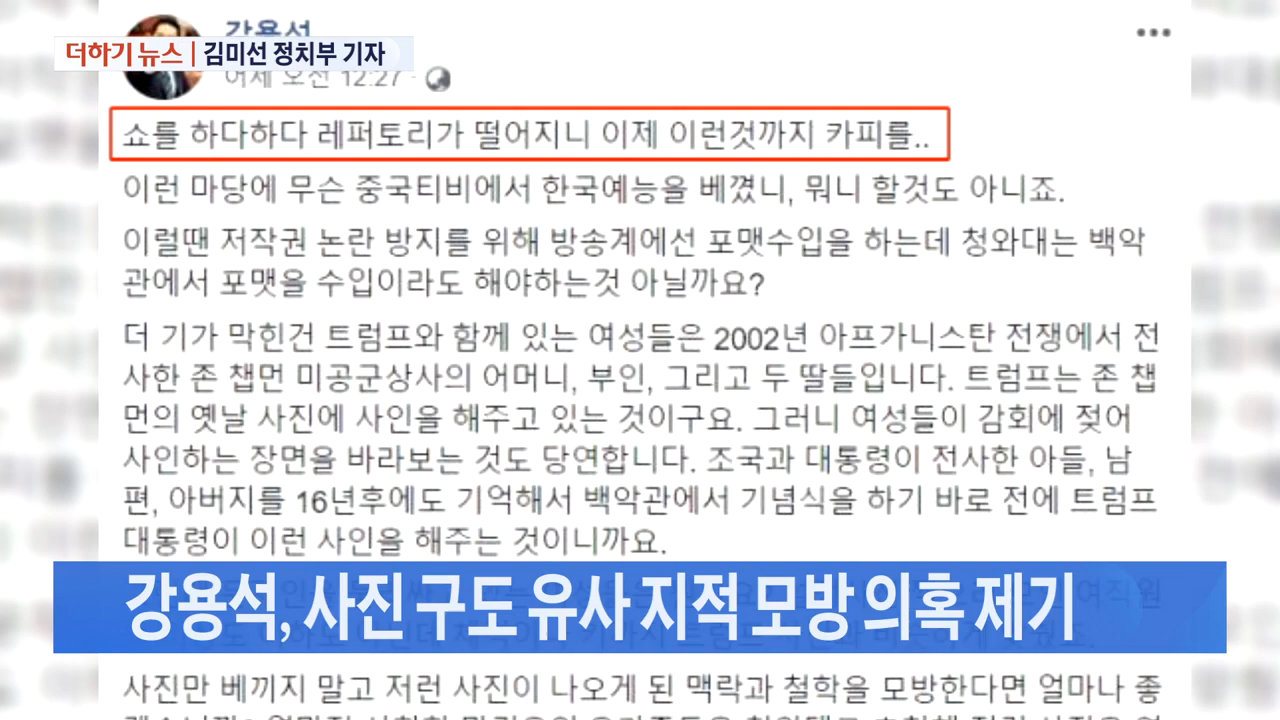 강용석
더하기 뉴스 | 김미선 정치부 기자
어제 오전 12:27
쇼를 하다하다 레퍼토리가 떨어지니 이제 이런것까지 카피를..
이런 마당에 무슨 중국티비에서 한국예능을 베꼈니, 뭐니 할것도 아니죠.
이럴땐 저작권 논란 방지를 위해 방송계에선 포맷수입을 하는데 청와대는 백악
관에서 포맷을 수입이라도 해야하는것 아닐까요?
더 기가 막힌건 트럼프와 함께 있는 여성들은 2002년 아프가니스탄 전쟁에서 전
사한 존 챕먼 미공군상사의 어머니, 부인, 그리고 두 딸들입니다. 트럼프는 존 챕
먼의 옛날 사진에 사인을 해주고 있는 것이구요. 그러니 여성들이 감회에 젖어
사인하는 장면을 바라보는 것도 당연합니다. 조국과 대통령이 전사한 아들, 남
편, 아버지를 16년후에도 기억해서 백악관에서 기념식을 하기 바로 전에 트럼프
대통령이 이런 사인을 해주는 것이니까요.
강용석, 사진 구도 유사 지적 모방 의혹 제기
여직원
사진만 베끼지 말고 저런 사진이 나오게 된 맥락과 철학을 모방한다면 얼마나 좋